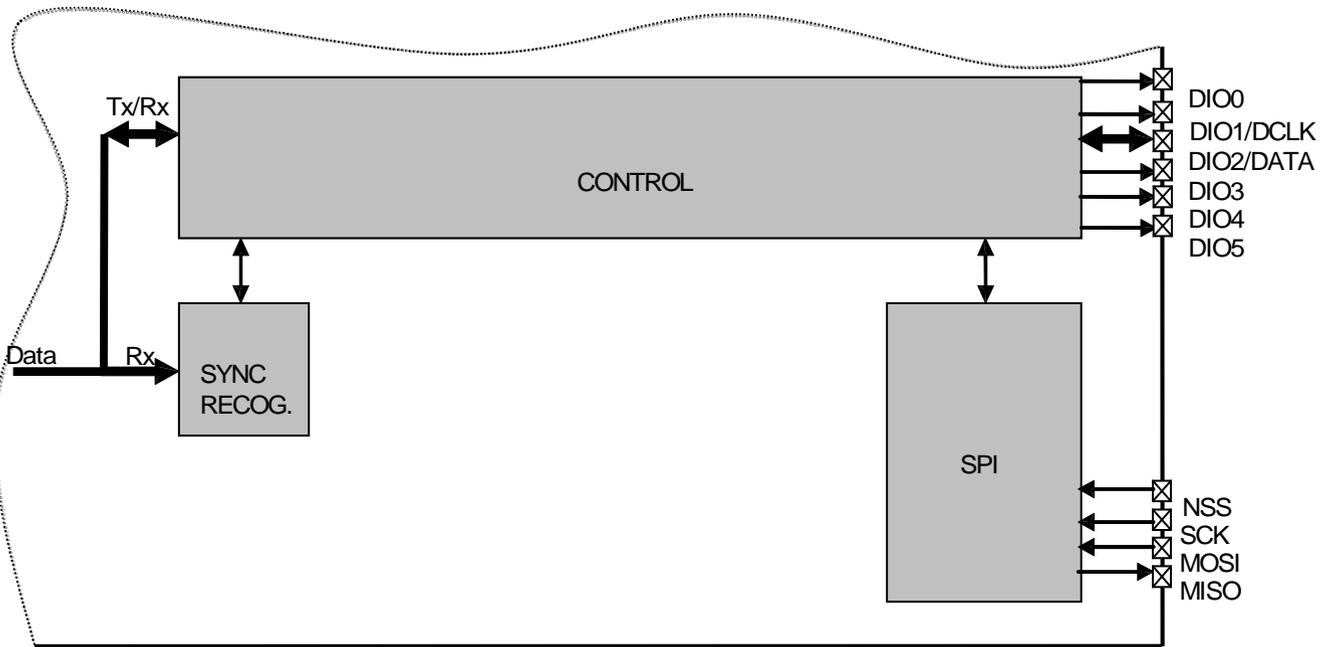 Tx/Rx
CONTROL
DIO0
DIO1/DCLK
DIO2/DATA
DIO3
DIO4
DIO5
Data
Rx
SYNC
RECOG.
SPI
NSS
SCK
MOSI
MISO